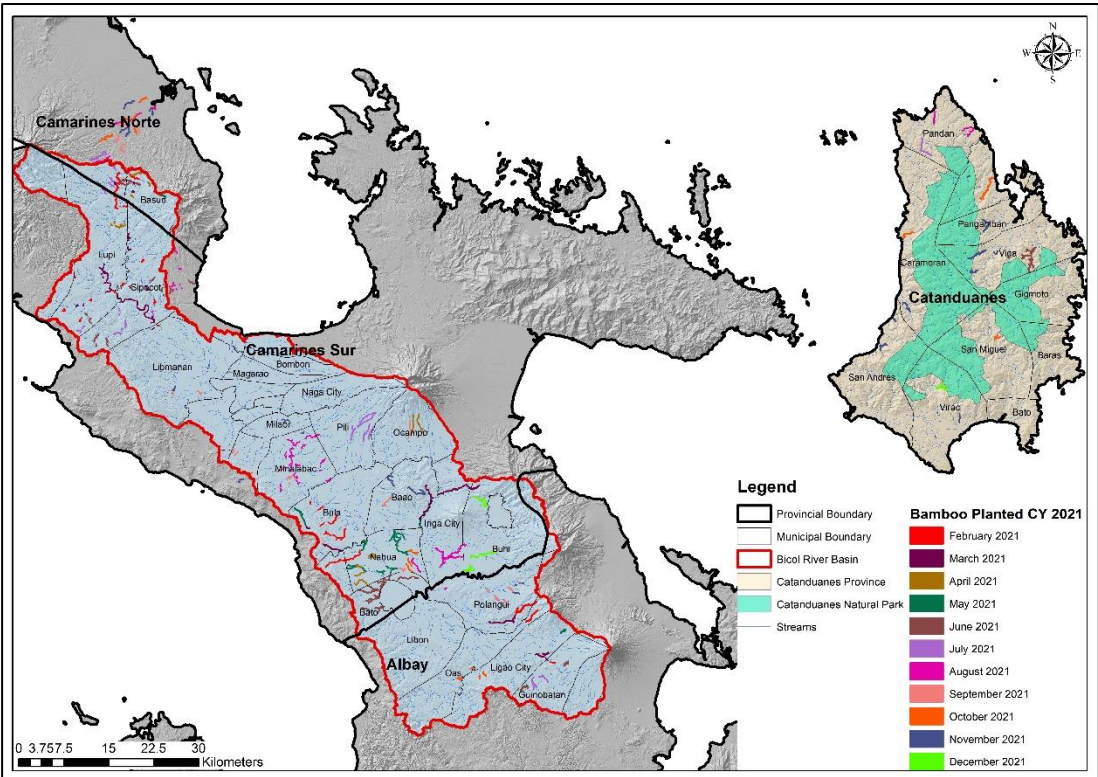 N
W E
S
Camarines Norte
Basud
Lupi
Sipocot
Camarines Sur
Bombon
Libmanan
Magarao
Naga City
Milaor
Pili
Ocampo
Minalabac
Baao
Bula
Iriga City
Nabua
Buhi
Bato
Polangui
Libon
Albay
Oas
Ligao City
Guinobatan
Pandan
Panganiban
Viga
Caramoran
Catanduanes
Gigmoto
San Miguel
Baras
San Andres
Virac
Bato
Legend
Provincial Boundary
Municipal Boundary
Bicol River Basin
Catanduanes Province
Catanduanes Natural Park
Streams
Bamboo Planted CY 2021
February 2021
March 2021
April 2021
May 2021
June 2021
July 2021
August 2021
September 2021
October 2021
November 2021
December 2021
0 3.757.5 15 22.5 30
Kilometers